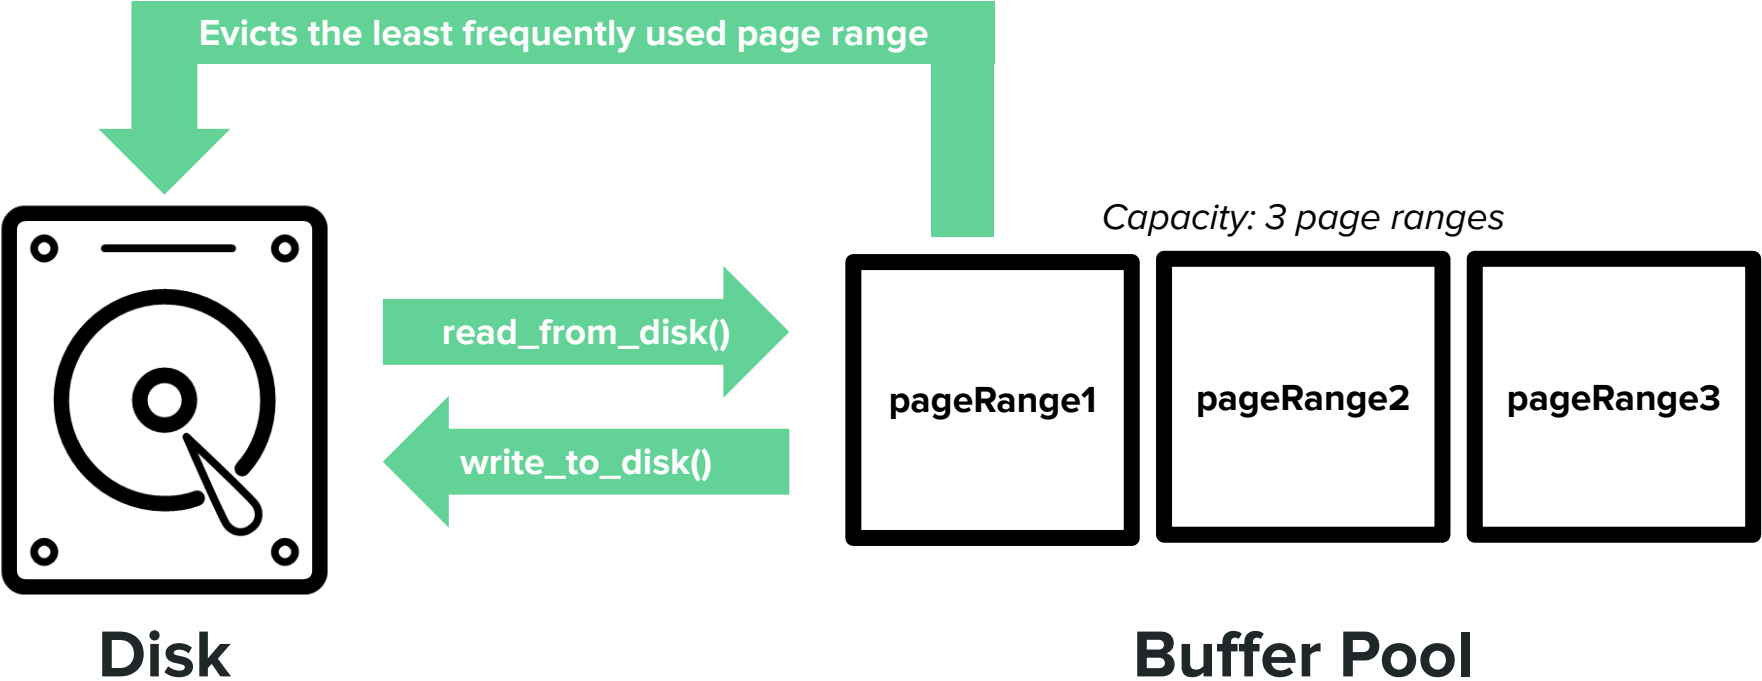 Evicts the least frequently used page range
Capacity: 3 page ranges
read_from_disk()
write_to_disk()
pageRange1
pageRange2
pageRange3
Disk
Buffer Pool